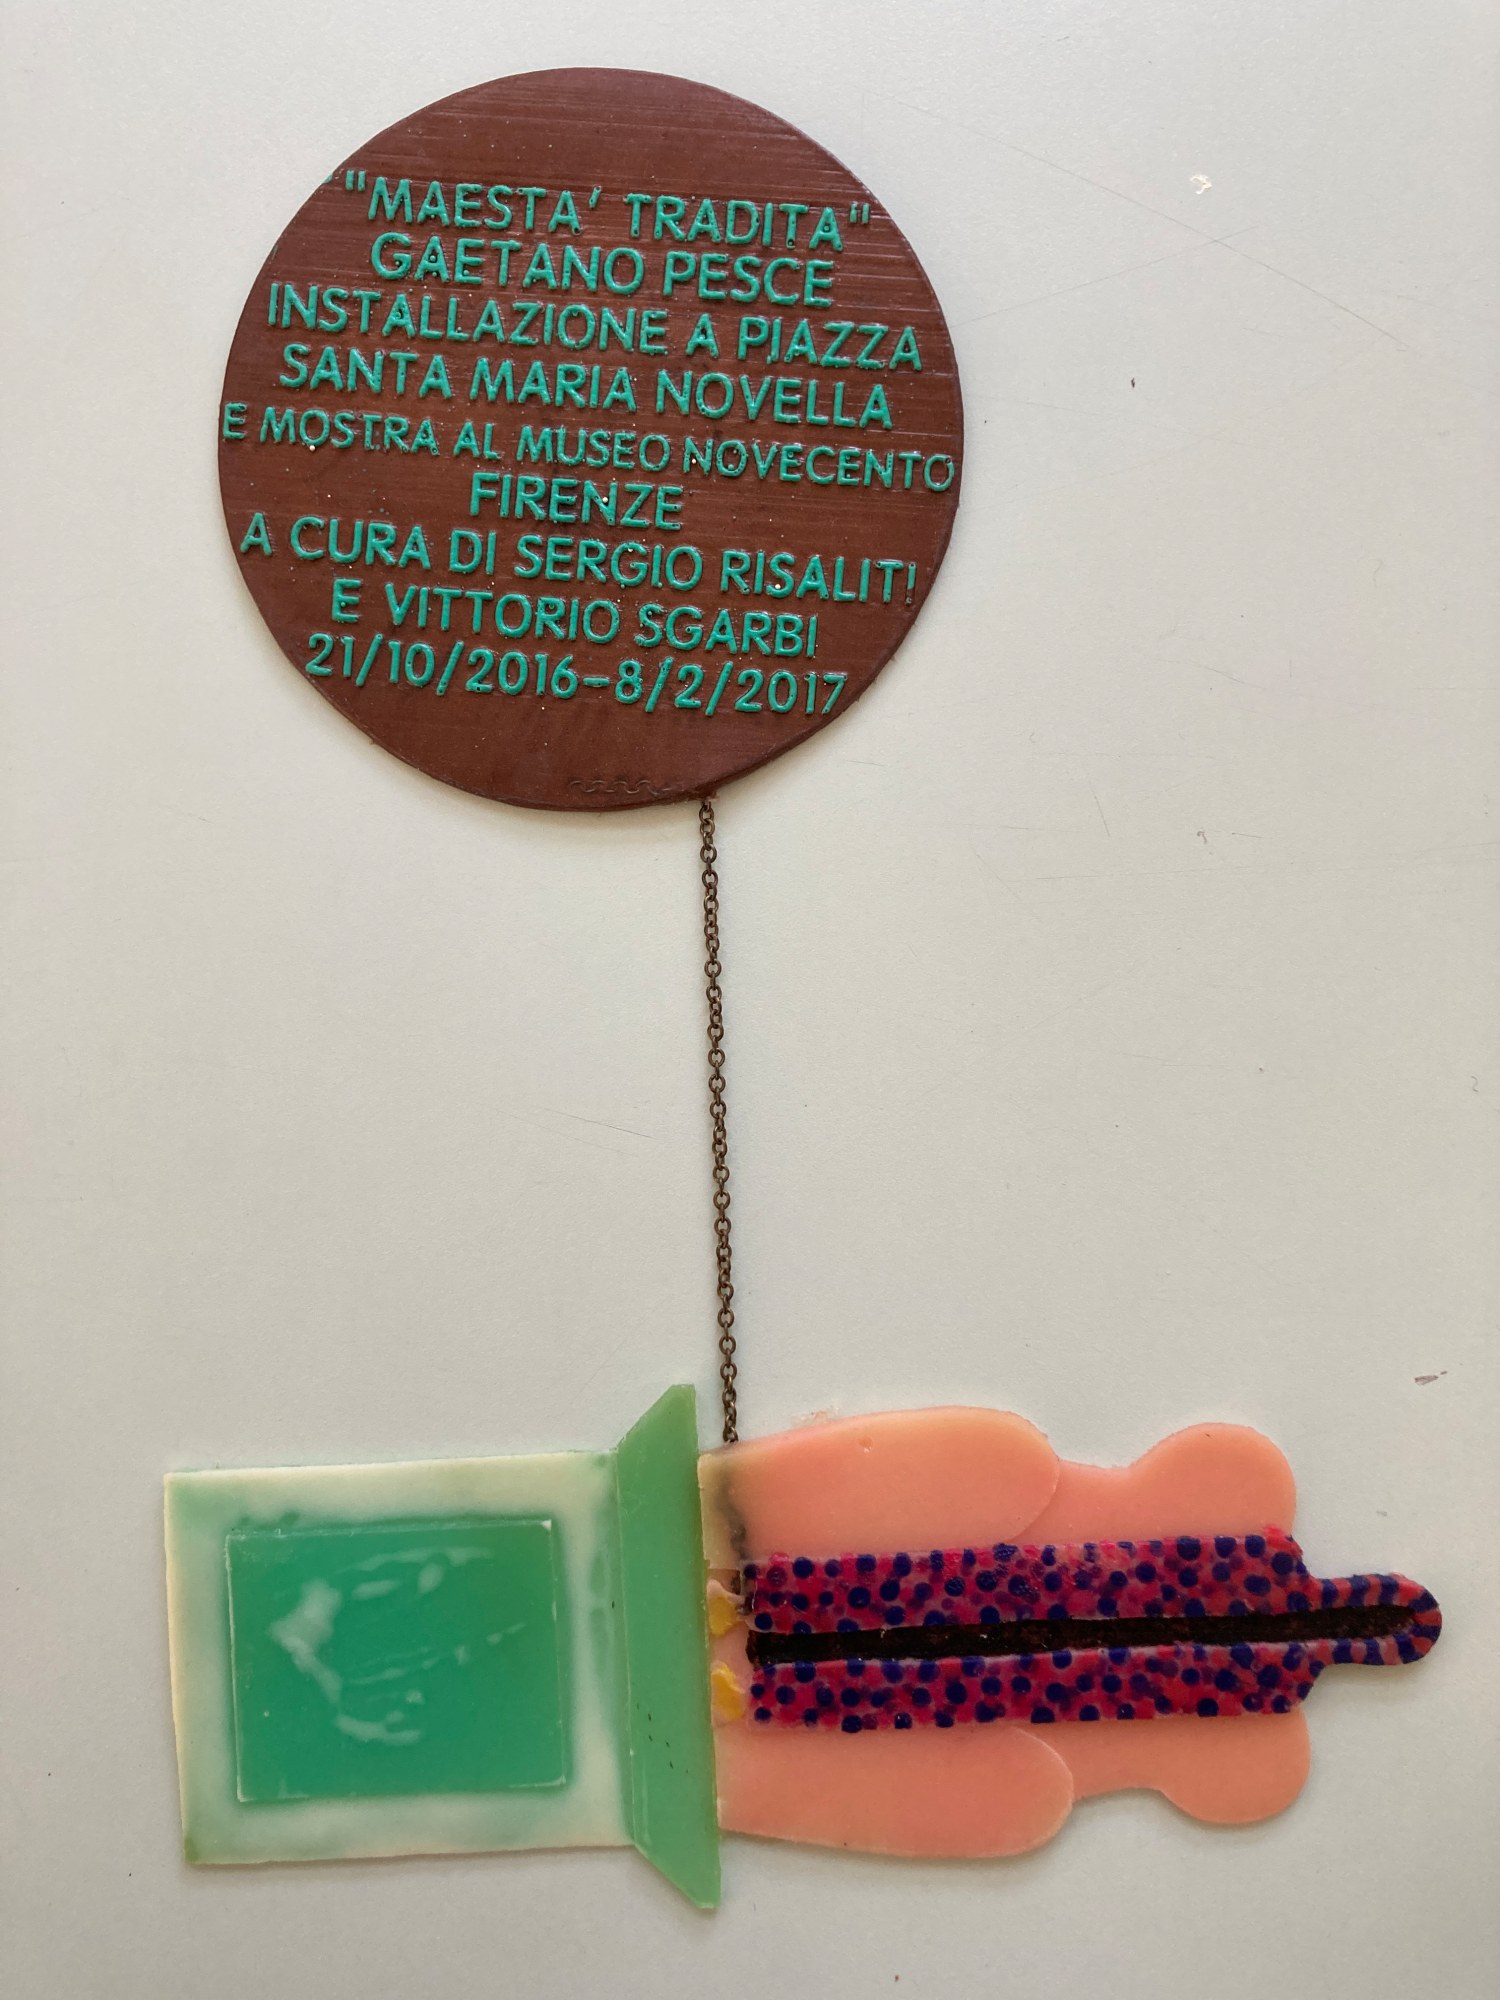 "MAESTA' TRADITA"
GAETANO PESCE
INSTALLAZIONE A PIAZZA
SANTA MARIA NOVELLA
E MOSTRA AL MUSEO NOVECENTO
FIRENZE
A CURA DI SERGIO RISALITI
E VITTORIO SGARBI
21/10/2016-8/2/2017